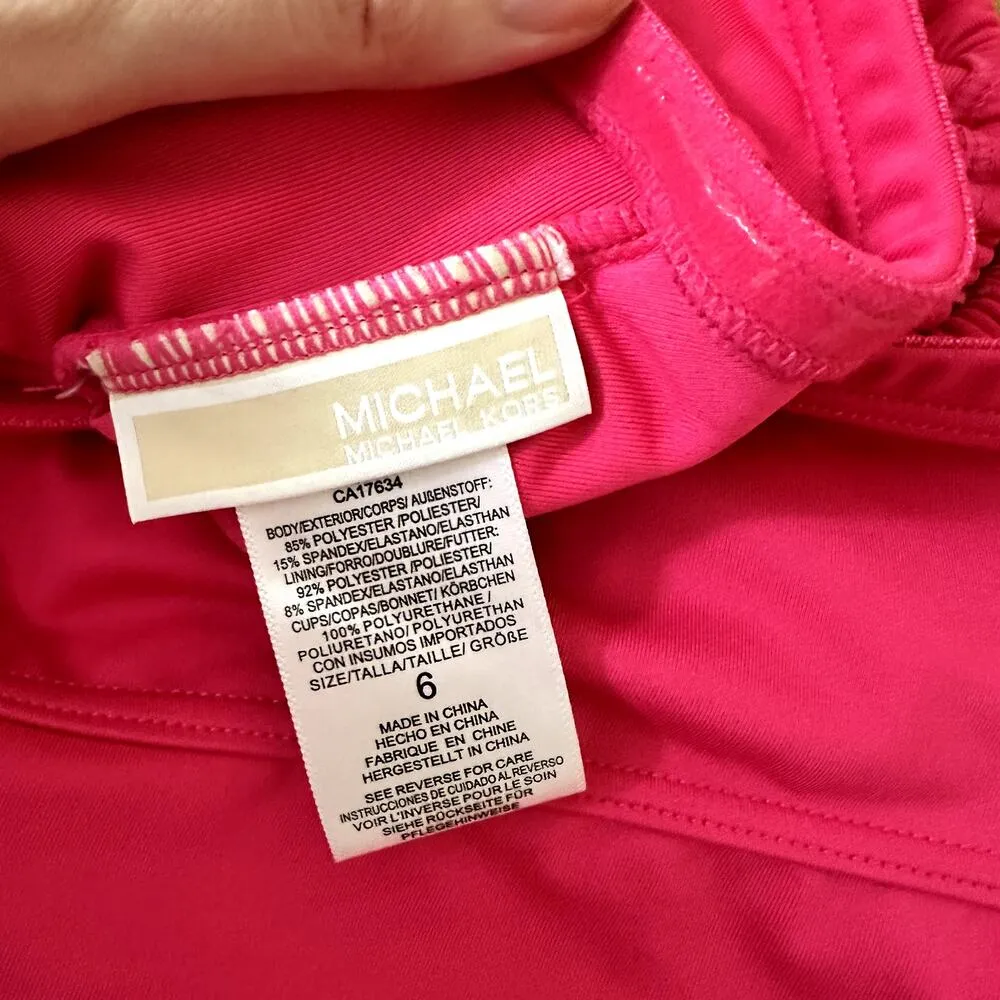 MICHAEL
MICHAEL KORS
CA17634
BODY/EXTERIOR/CORPS/ AUßENSTOFF:
85% POLYESTER /POLIESTER/
15% SPANDEX/ELASTANO/ELASTHAN
LINING/FORRO/DOUBLURE/FUTTER:
92% POLYESTER /POLIESTER/
8% SPANDEX/ELASTANO/ELASTHAN
CUPS/COPAS/BONNET/ KÖRBCHEN
100% POLYURETHANE /
POLIURETANO/ POLYURETHAN
CON INSUMOS IMPORTADOS
SIZE/TALLA/TAILLE/ GRÖßE
6
MADE IN CHINA
HECHO EN CHINA
FABRIQUE EN CHINE
HERGESTELLT IN CHINA
SEE REVERSE FOR CARE
INSTRUCCIONES DE CUIDADO AL REVERSO
VOIR L'INVERSE POUR LE SOIN
SIEHE RÜCKSEITE FÜR
PFLEGEHINWEISE